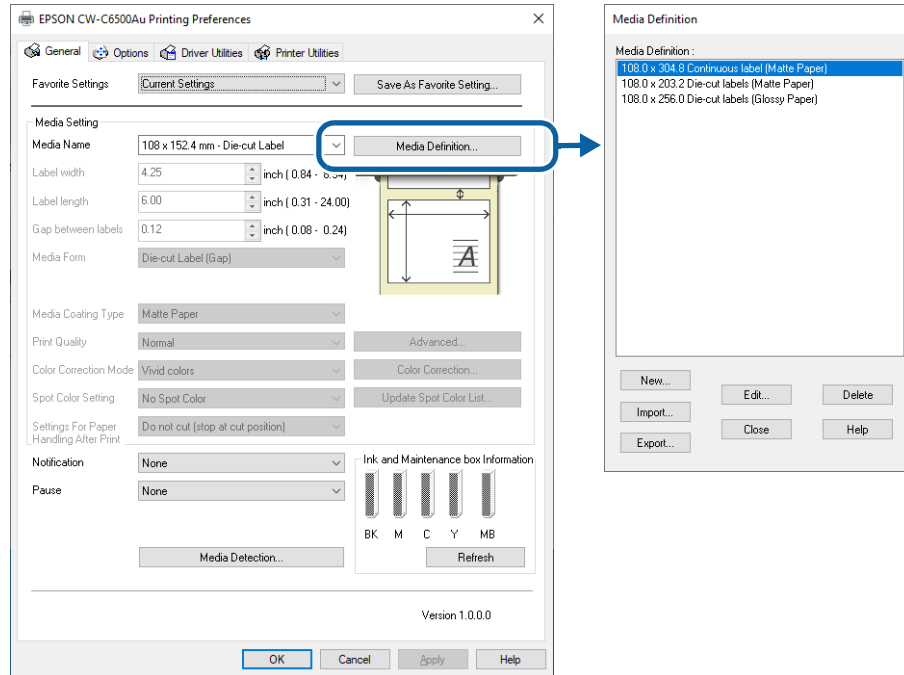 EPSON CW-C6500Au Printing Preferences
General Options Driver Utilities Printer Utilities
Favorite Settings Current Settings Save As Favorite Setting...
Media Setting
Media Name 108 x 152.4 mm - Die-cut Label Media Definition...
Label width 4.25 inch ( 0.84 -
Label length 6.00 inch ( 0.31 - 24.00)
Gap between labels 0.12 inch ( 0.08 - 0.24)
Media Form Die-cut Label (Gap)
A
Media Coating Type Matte Paper
Print Quality Normal Advanced...
Color Correction Mode Vivid colors Color Correction...
Spot Color Setting No Spot Color Update Spot Color List...
Settings For Paper Do not cut (stop at cut position)
Handling After Print
Notification None
Pause None
Ink and Maintenance box Information
BK M C Y MB
Media Detection... Refresh
Version 1.0.0.0
OK Cancel Apply Help
Media Definition
Media Definition :
108.0 x 304.8 Continuous label (Matte Paper)
108.0 x 203.2 Die-cut labels (Matte Paper)
108.0 x 256.0 Die-cut labels (Glossy Paper)
New...
Edit... Delete
Import...
Close Help
Export...